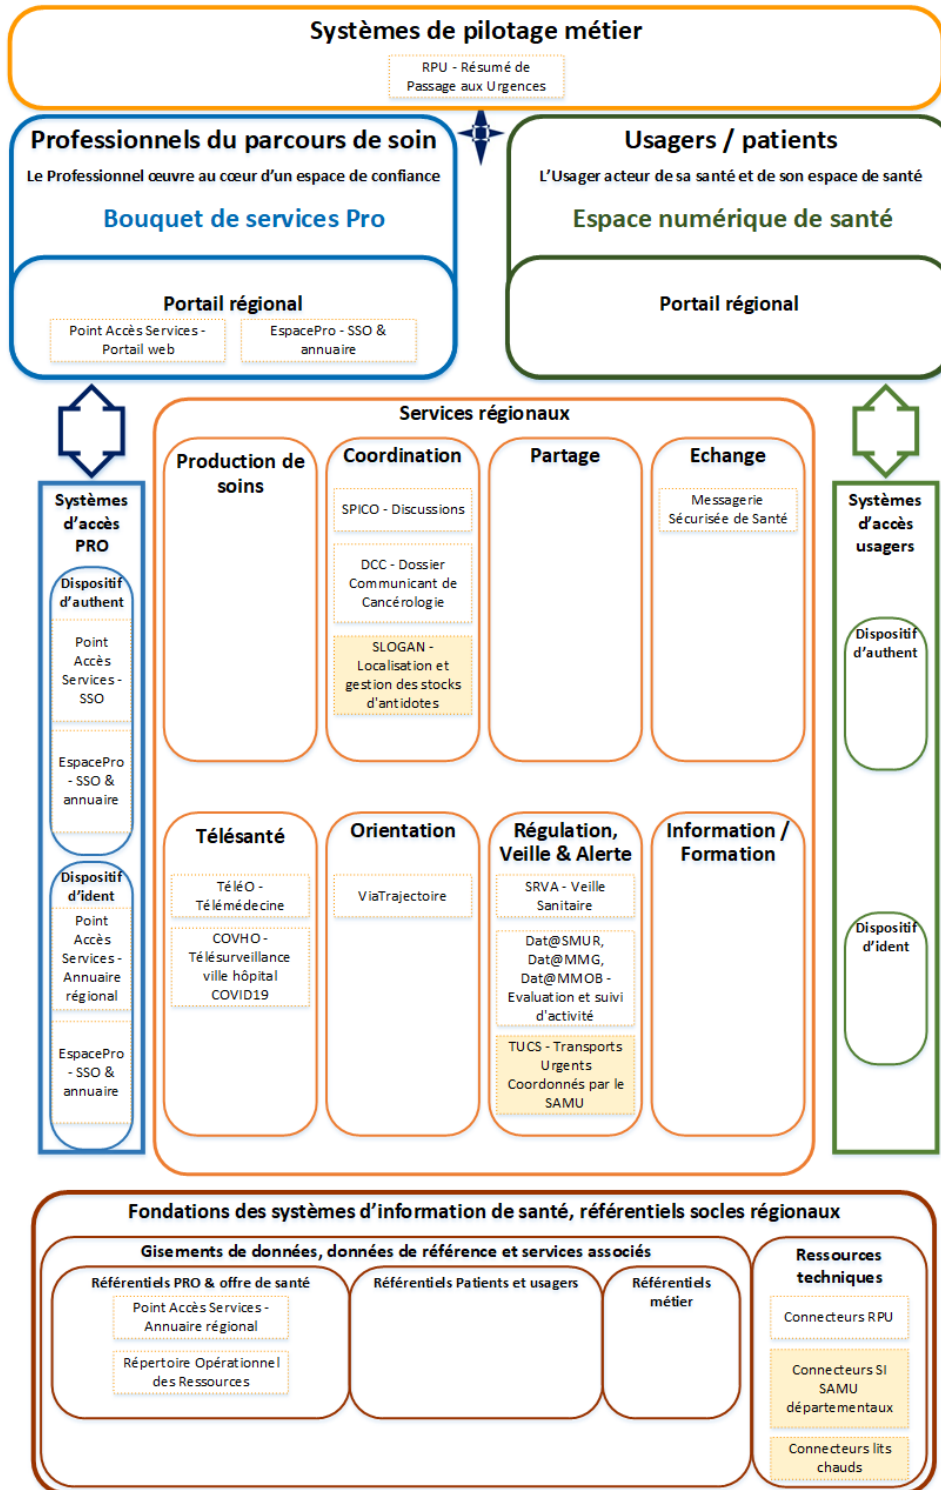 Systèmes de pilotage métier
RPU - Résumé de
Passage aux Urgences
Professionnels du parcours de soin
Le Professionnel œuvre au cœur d’un espace de confiance
Bouquet de services Pro
Portail régional
Point Accès Services -
Portail web
EspacePro - SSO &
annuaire
Usagers / patients
L’Usager acteur de sa santé et de son espace de santé
Espace numérique de santé
Portail régional
Systèmes
d’accès
PRO
Dispositif
d’authent
Point
Accès
Services -
SSO
EspacePro
- SSO &
annuaire
Dispositif
d’ident
Point
Accès
Services -
Annuaire
régional
EspacePro
- SSO &
annuaire
Services régionaux
Production de
soins
Coordination
SPICO - Discussions
DCC - Dossier
Communicant de
Cancérologie
SLOGAN -
Localisation et
gestion des stocks
d'antidotes
Partage
Echange
Messagerie
Sécurisée de Santé
Télésanté
TéléO -
Télémédecine
COVHO -
Télésurveillance
ville hôpital
COVID19
Orientation
ViaTrajectoire
Régulation,
Veille & Alerte
SRVA - Veille
Sanitaire
Dat@SMUR,
Dat@MMG,
Dat@MMOB -
Evaluation et suivi
d'activité
TUCS - Transports
Urgents
Coordonnés par le
SAMU
Information /
Formation
Systèmes
d’accès
usagers
Dispositif
d’authent
Dispositif
d’ident
Fondations des systèmes d’information de santé, référentiels socles régionaux
Gisements de données, données de référence et services associés
Référentiels PRO & offre de santé
Point Accès Services -
Annuaire régional
Répertoire Opérationnel
des Ressources
Référentiels Patients et usagers
Référentiels
métier
Ressources
techniques
Connecteurs RPU
Connecteurs SI
SAMU
départementaux
Connecteurs lits
chauds